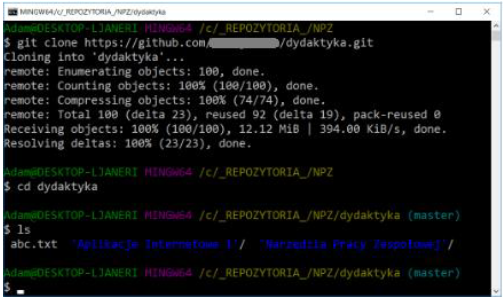 MINGW64/c/_REPOZYTORIA_/NPZ/dydaktyka
Adam@DESKTOP-LJANERI MINGW64 /c/_REPOZYTORIA_/NPZ
$ git clone https://github.com/ /dydaktyka.git
Cloning into 'dydaktyka'...
remote: Enumerating objects: 100, done.
remote: Counting objects: 100% (100/100), done.
remote: Compressing objects: 100% (74/74), done.
remote: Total 100 (delta 23), reused 92 (delta 19), pack-reused 0
Receiving objects: 100% (100/100), 12.12 MiB | 394.00 KiB/s, done.
Resolving deltas: 100% (23/23), done.
Adam@DESKTOP-LJANERI MINGW64 /c/_REPOZYTORIA_/NPZ
$ cd dydaktyka
Adam@DESKTOP-LJANERI MINGW64 /c/_REPOZYTORIA_/NPZ/dydaktyka (master)
$ ls
abc.txt 'Aplikacje Internetowe 1'/ 'Narzędzia Pracy Zespołowej'/
Adam@DESKTOP-LJANERI MINGW64 /c/_REPOZYTORIA_/NPZ/dydaktyka (master)
$